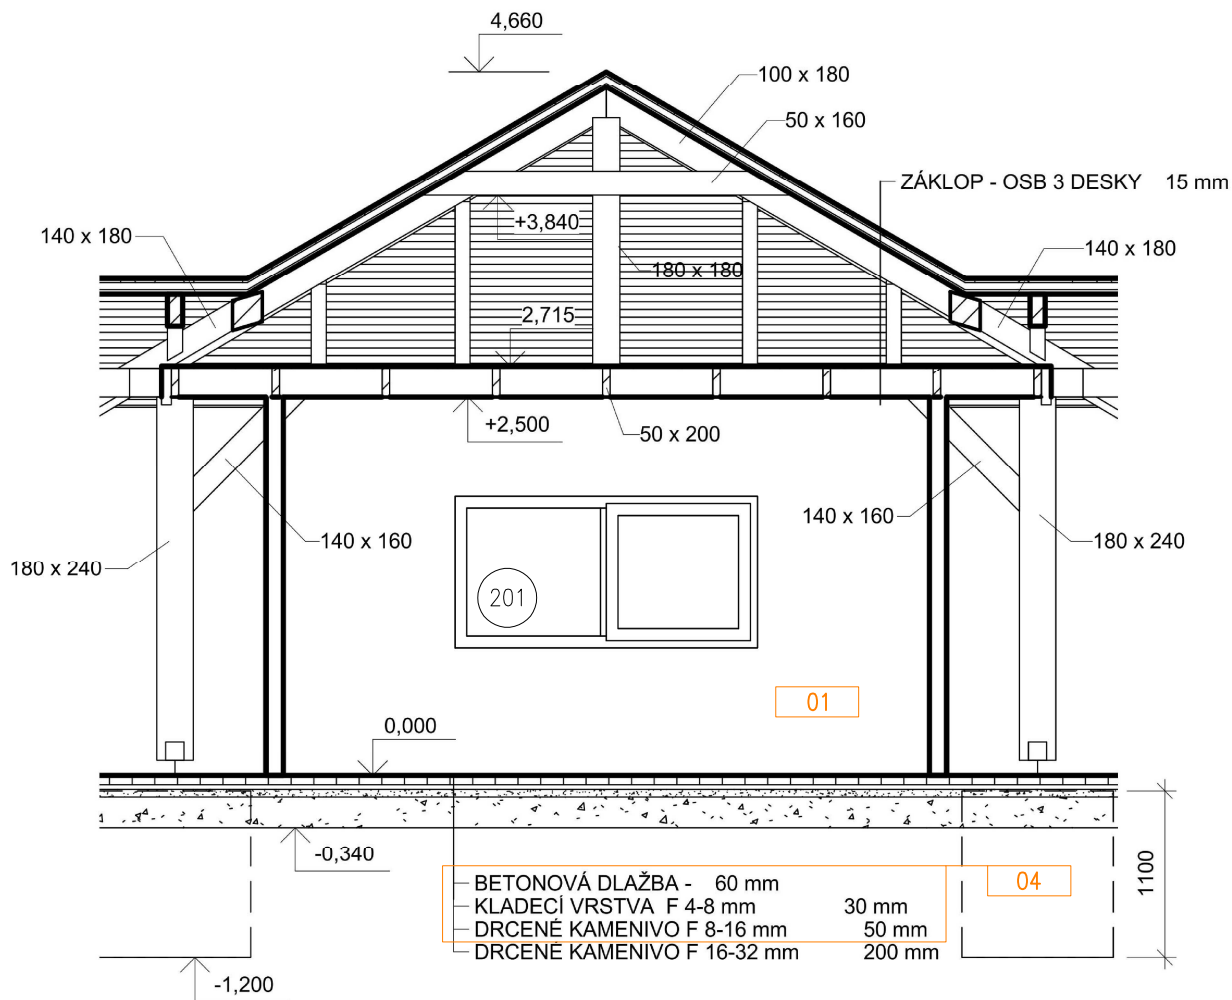 4,660
100 x 180
50 x 160
ZÁKLOP - OSB 3 DESKY 15 mm
+3,840
140 x 180
140 x 180
180 x 180
2,715
+2,500
50 x 200
140 x 160
140 x 160
180 x 240
180 x 240
201
01
0,000
-0,340
BETONOVÁ DLAŽBA - 60 mm
04
1100
KLADECÍ VRSTVA F 4-8 mm 30 mm
DRCENÉ KAMENIVO F 8-16 mm 50 mm
DRCENÉ KAMENIVO F 16-32 mm 200 mm
-1,200